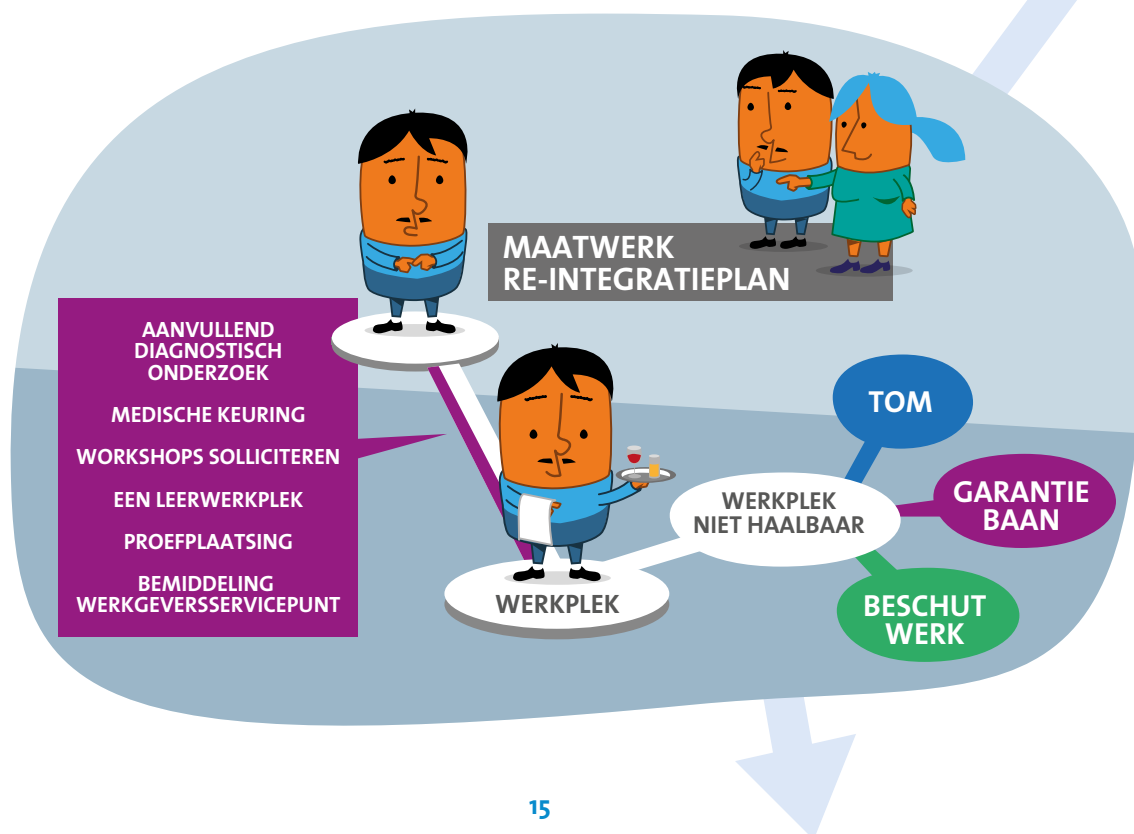 MAATWERK
RE-INTEGRATIEPLAN
AANVULLEND
DIAGNOSTISCH
ONDERZOEK
MEDISCHE KEURING
WORKSHOPS SOLLICITEREN
EEN LEERWERKPLEK
PROEFPLAATSING
BEMIDDELING
WERKGEVERSSERVICEPUNT
WERKPLEK
WERKPLEK
NIET HAALBAAR
TOM
GARANTIE
BAAN
BESCHUT
WERK
15